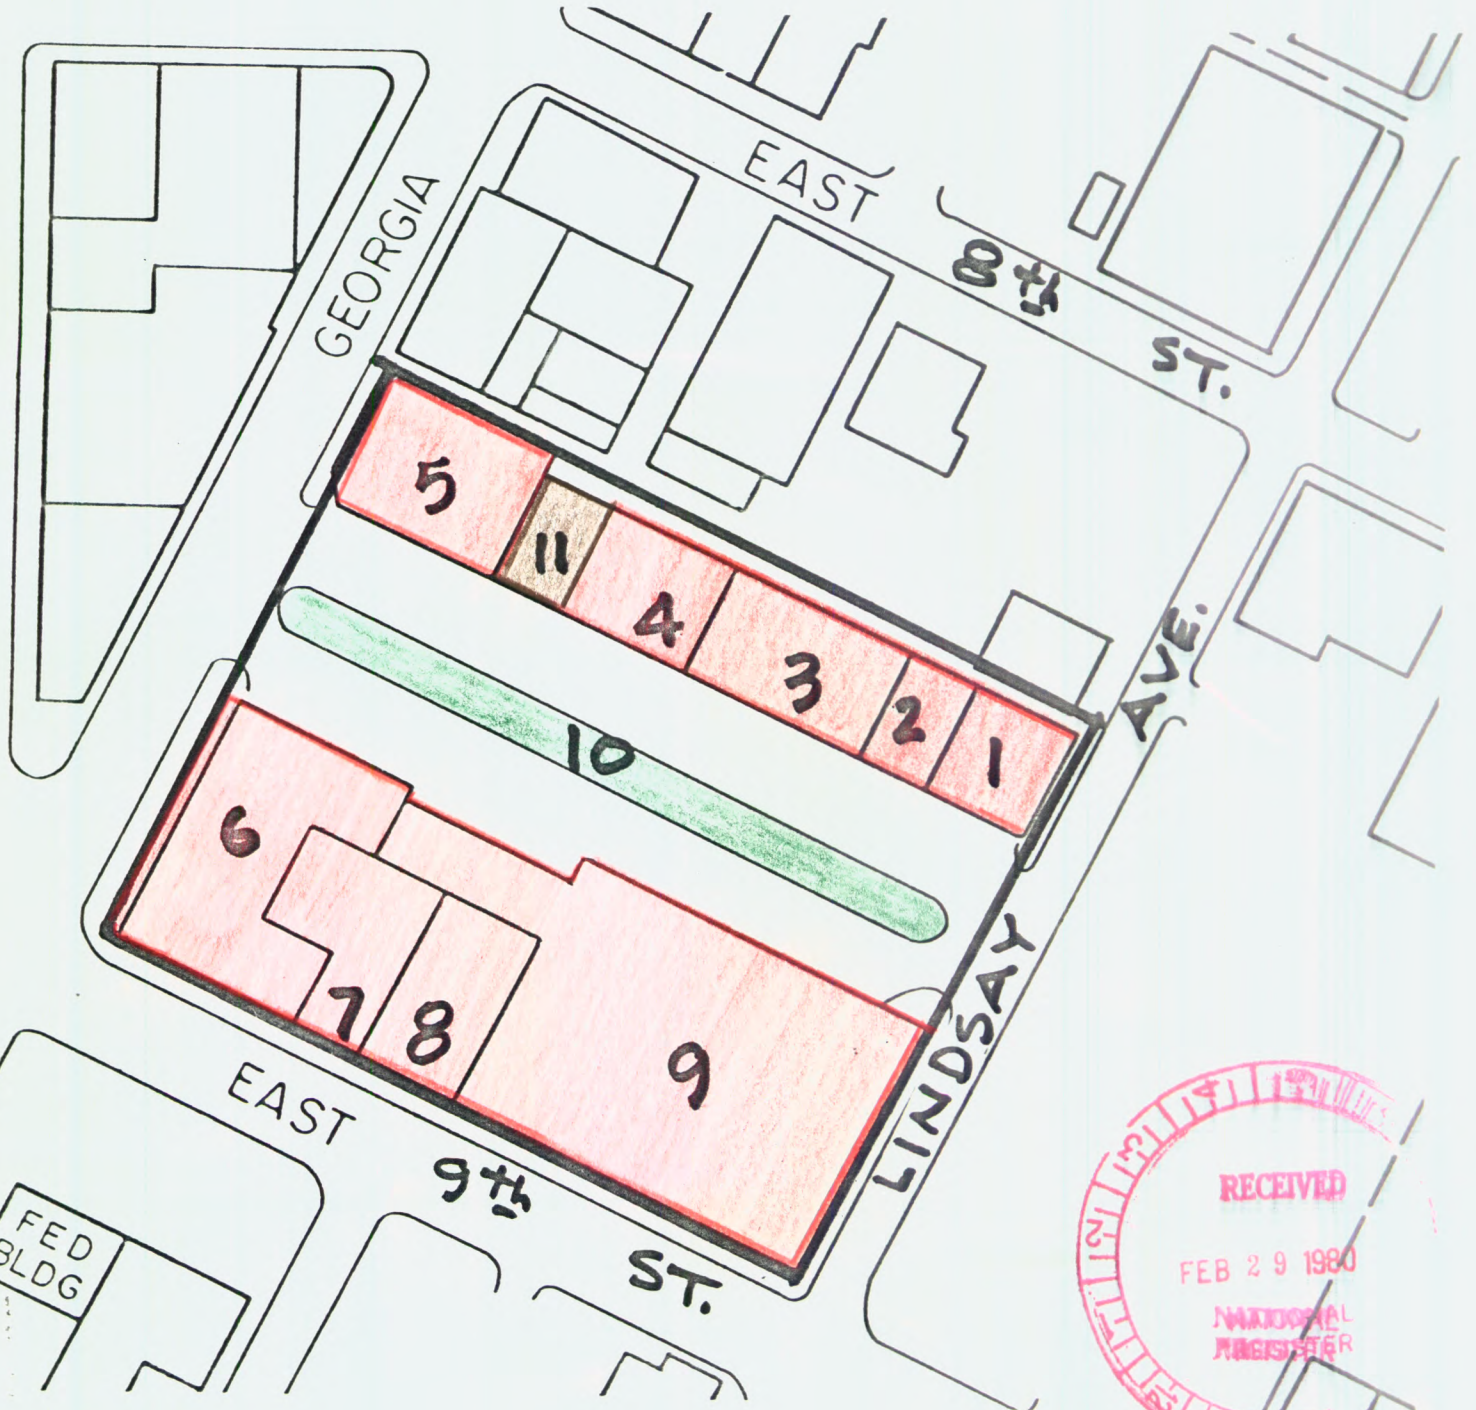 EAST
8th
ST.
GEORGIA
5
11
4
3
2
1
AVE.
10
6
7
8
9
LINDSAY
EAST
9th
ST.
FED
BLDG
RECEIVED
FEB 29 1980
NATIONAL
REGISTER